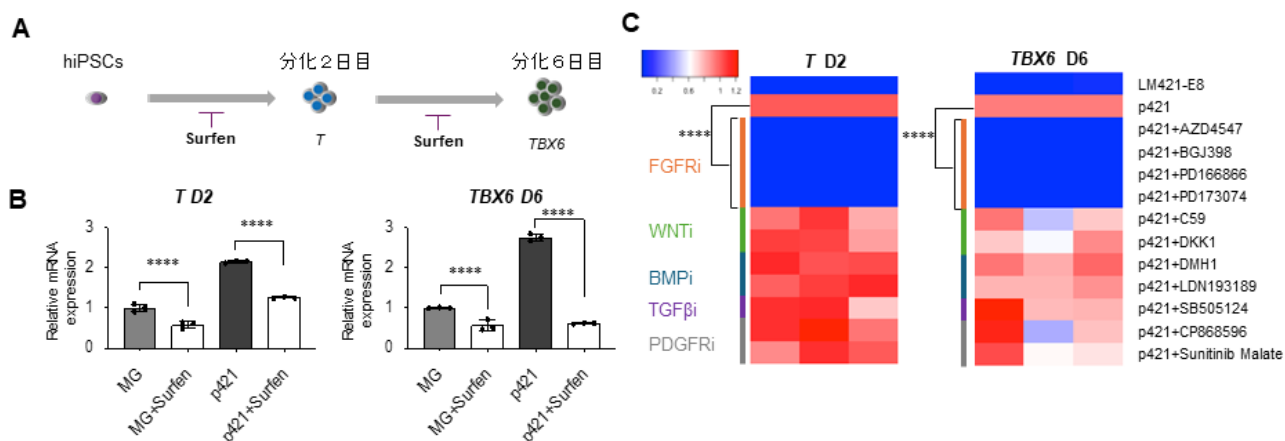 A
hiPSCs
分化２日目
分化６日目
Surfen
T
Surfen
TBX6
B
T D2
TBX6 D6
Relative mRNA
expression
3
2
1
0
****
****
MG
MG+Surfen
p421
p421+Surfen
Relative mRNA
expression
3
2
1
0
****
****
MG
MG+Surfen
p421
p421+Surfen
C
0.2 0.6 1 1.2
T D2
TBX6 D6
****
****
FGFRi
WNTi
BMPi
TGFβi
PDGFRi
LM421-E8
p421
p421+AZD4547
p421+BGJ398
p421+PD166866
p421+PD173074
p421+C59
p421+DKK1
p421+DMH1
p421+LDN193189
p421+SB505124
p421+CP868596
p421+Sunitinib Malate